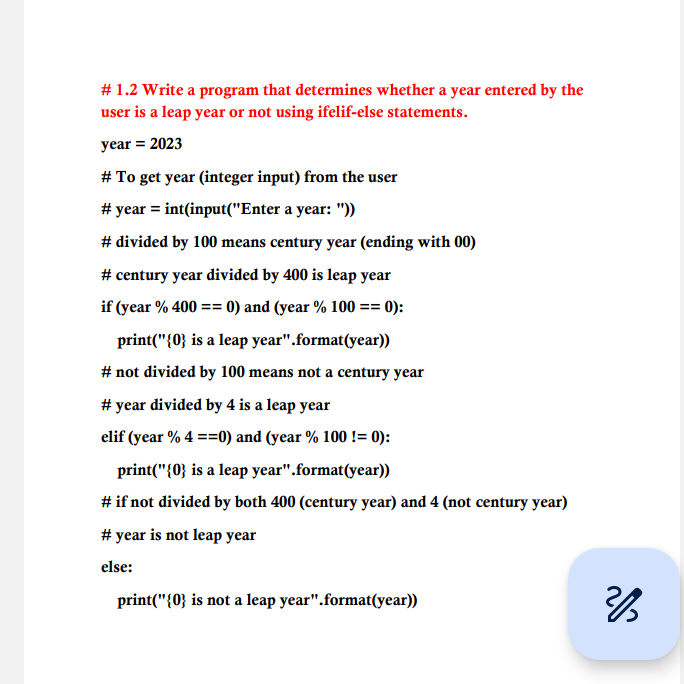 # 1.2 Write a program that determines whether a year entered by the
user is a leap year or not using ifelif-else statements.
year = 2023
# To get year (integer input) from the user
# year = int(input("Enter a year: "))
# divided by 100 means century year (ending with 00)
# century year divided by 400 is leap year
if (year % 400 == 0) and (year % 100 == 0):
print("{0} is a leap year".format(year))
# not divided by 100 means not a century year
# year divided by 4 is a leap year
elif (year % 4 ==0) and (year % 100 != 0):
print("{0} is a leap year".format(year))
# if not divided by both 400 (century year) and 4 (not century year)
# year is not leap year
else:
print("{0} is not a leap year".format(year))